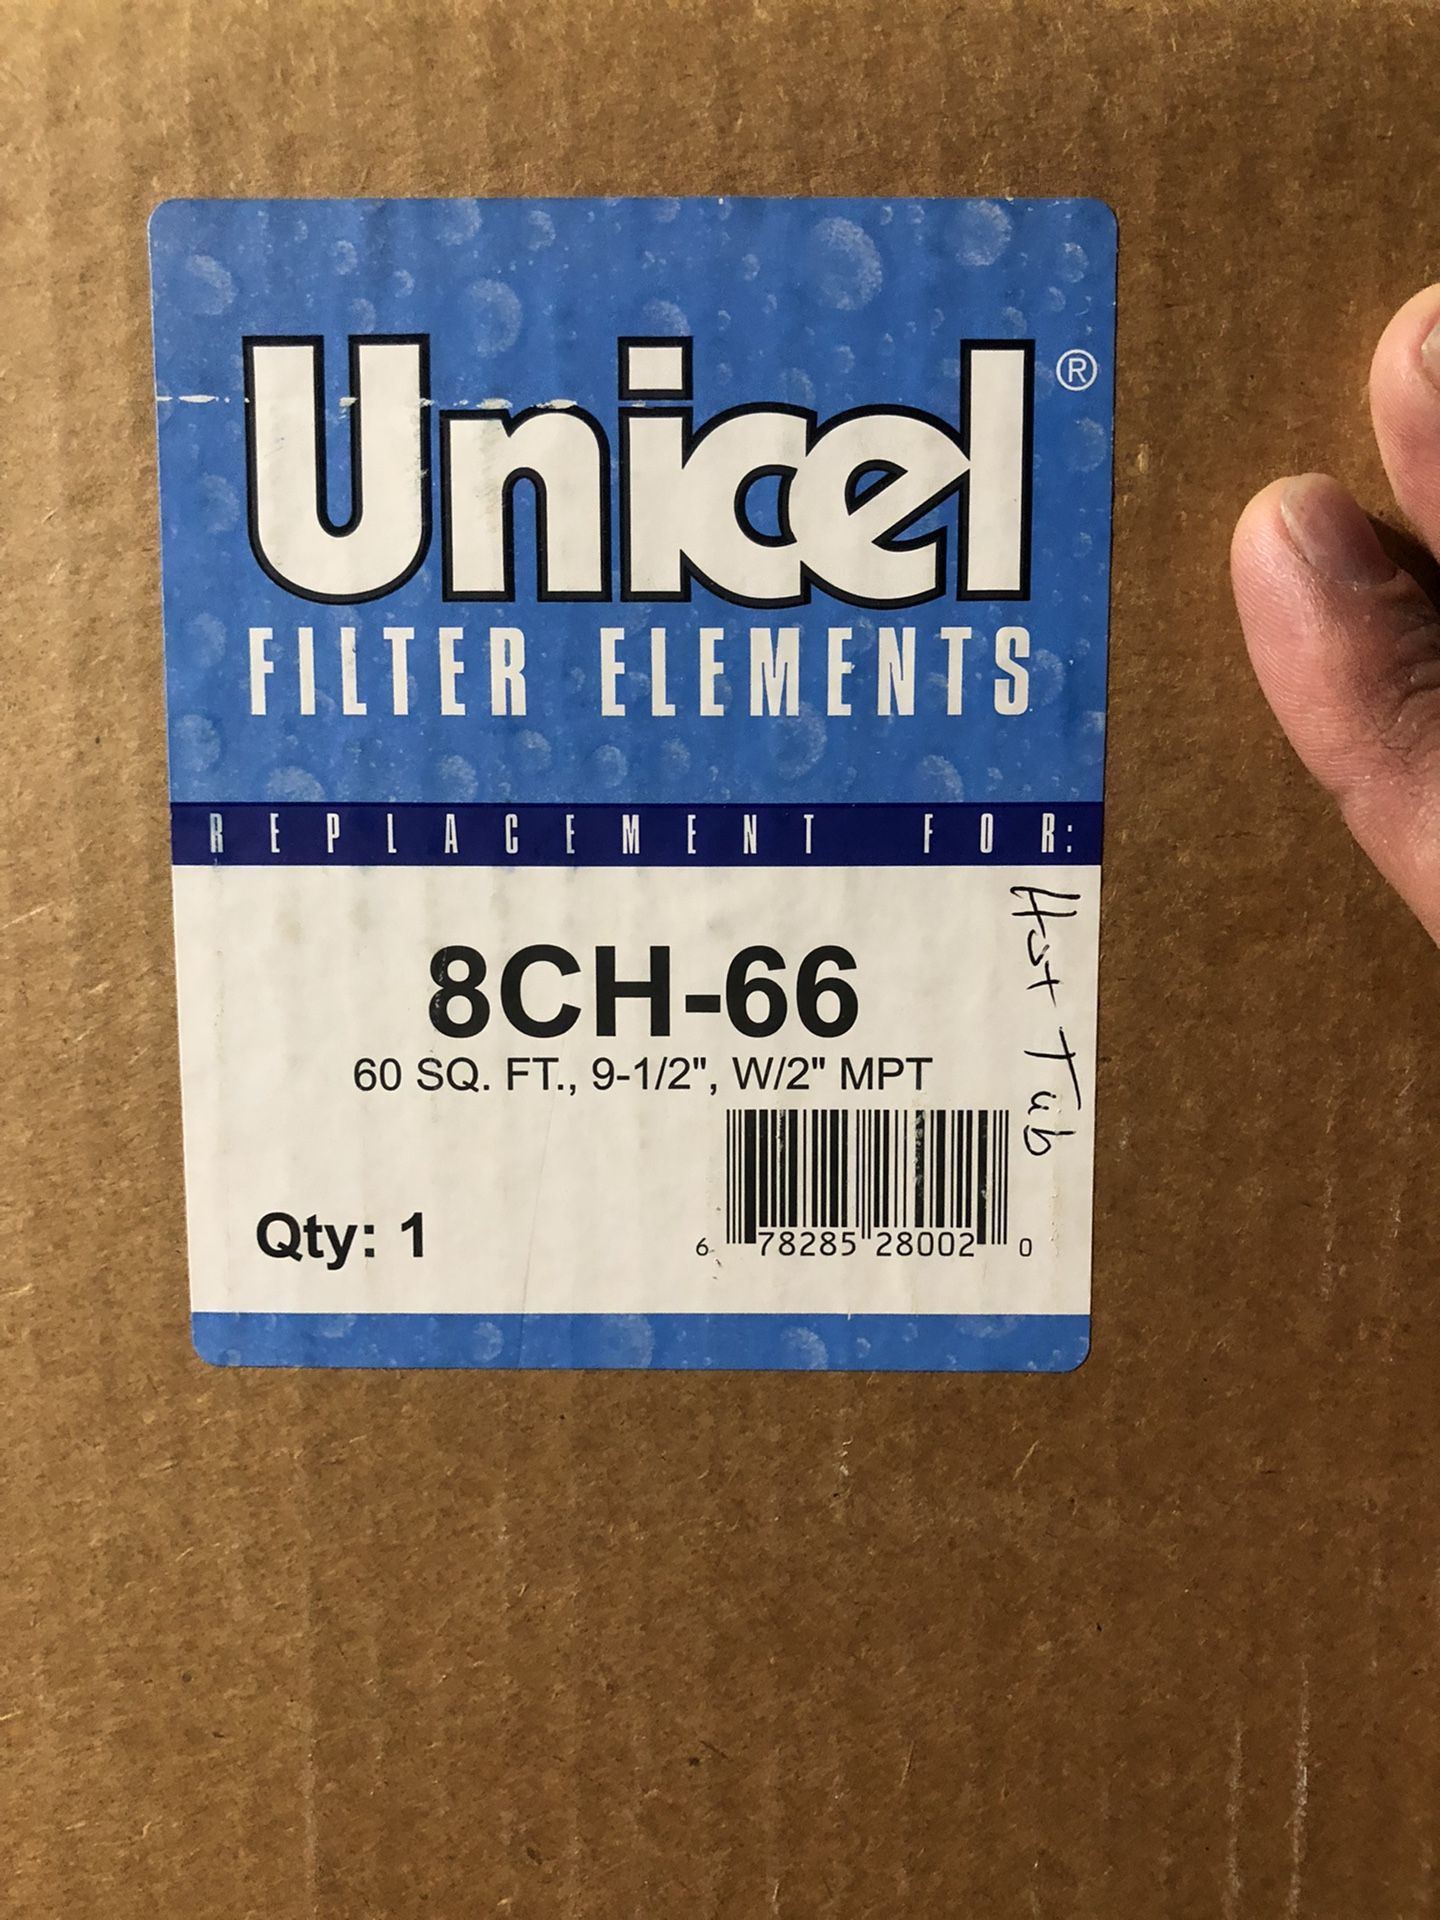 Unicel®
FILTER ELEMENTS
REPLACEMENT FOR:
8CH-66
60 SQ. FT., 9-1/2", W/2" MPT
Hot Tub
Qty: 1
6 78285 28002 0